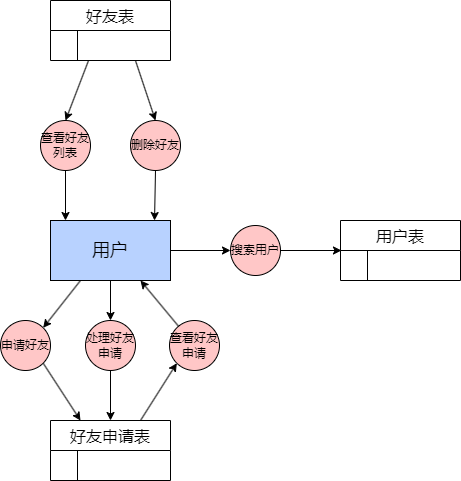 好友表
查看好友
列表
删除好友
用户
搜索用户
用户表
申请好友
处理好友
申请
查看好友
申请
好友申请表